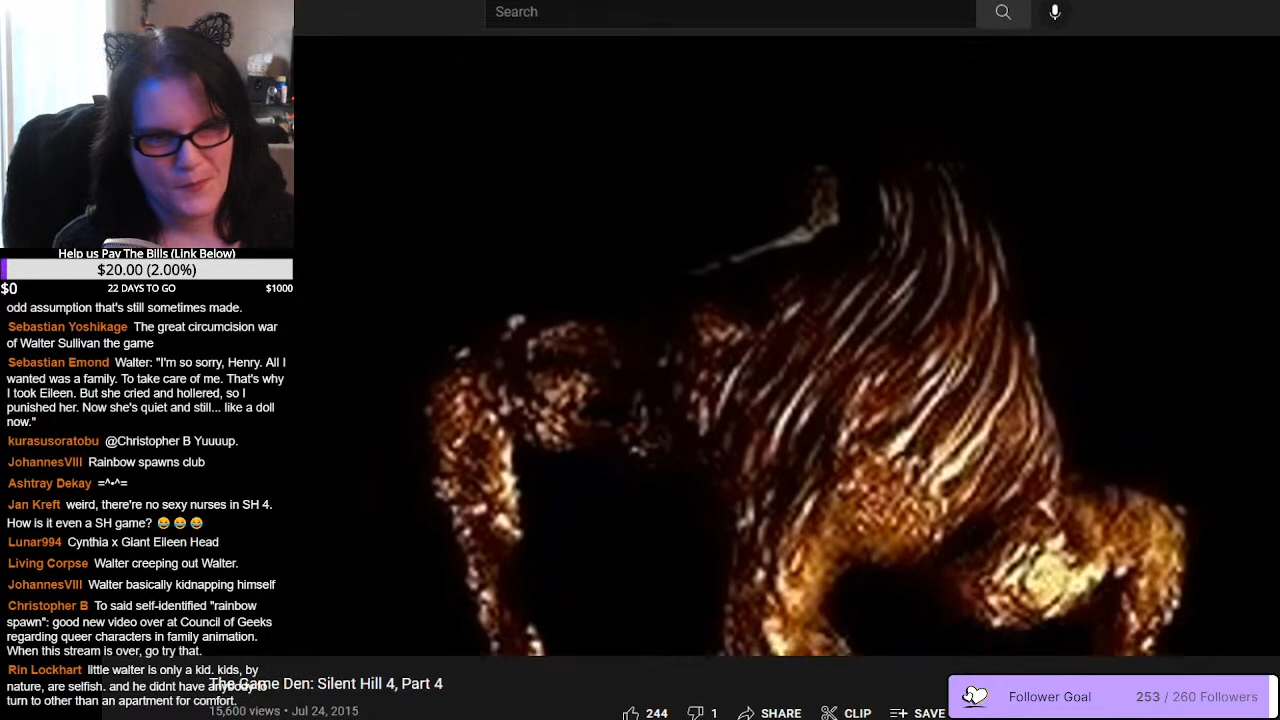 Search
Help us Pay The Bills (Link Below)
$20.00 (2.00%)
$0 22 DAYS TO GO $1000
odd assumption that's still sometimes made.
Sebastian Yoshikage The great circumcision war
of Walter Sullivan the game
Sebastian Emond Walter: "I'm so sorry, Henry. All I
wanted was a family. To take care of me. That's why
I took Eileen. But she cried and hollered, so I
punished her. Now she's quiet and still... like a doll
now."
kurasusoratobu @Christopher B Yuuuup.
JohannesVIII Rainbow spawns club
Ashtray Dekay =^•^=
Jan Kreft weird, there're no sexy nurses in SH 4.
How is it even a SH game? 😂 😂 😂
Lunar994 Cynthia x Giant Eileen Head
Living Corpse Walter creeping out Walter.
JohannesVIII Walter basically kidnapping himself
Christopher B To said self-identified "rainbow
spawn": good new video over at Council of Geeks
regarding queer characters in family animation.
When this stream is over, go try that.
Rin Lockhart little walter is only a kid. kids, by
nature, are selfish. and he didnt have anybody to
turn to other than an apartment for comfort.
The Game Den: Silent Hill 4, Part 4
15,600 views • Jul 24, 2015
244 1 SHARE CLIP SAVE
Follower Goal 253 / 260 Followers